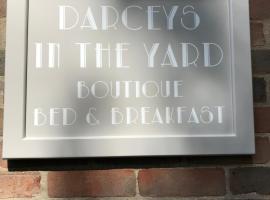 DARCEYS
IN THE YARD
BOUTIQUE
BED & BREAKFAST